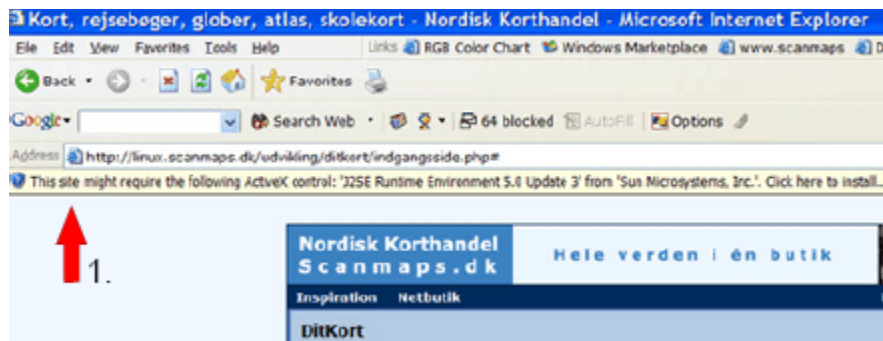 Kort, rejsebøger, glober, atlas, skolekort - Nordisk Korthandel - Microsoft Internet Explorer
File Edit View Favorites Tools Help Links RGB Color Chart Windows Marketplace www.scanmaps D
Back Favorites
Google Search Web 64 blocked AutoFill Options
Address http://linux.scanmaps.dk/udvikling/ditkort/indgangsside.php#
This site might require the following ActiveX control: 'J2SE Runtime Environment 5.0 Update 3' from 'Sun Microsystems, Inc.'. Click here to install...
1.
Nordisk Korthandel
Scanmaps.dk
Hele verden i én butik
Inspiration Netbutik
DitKort